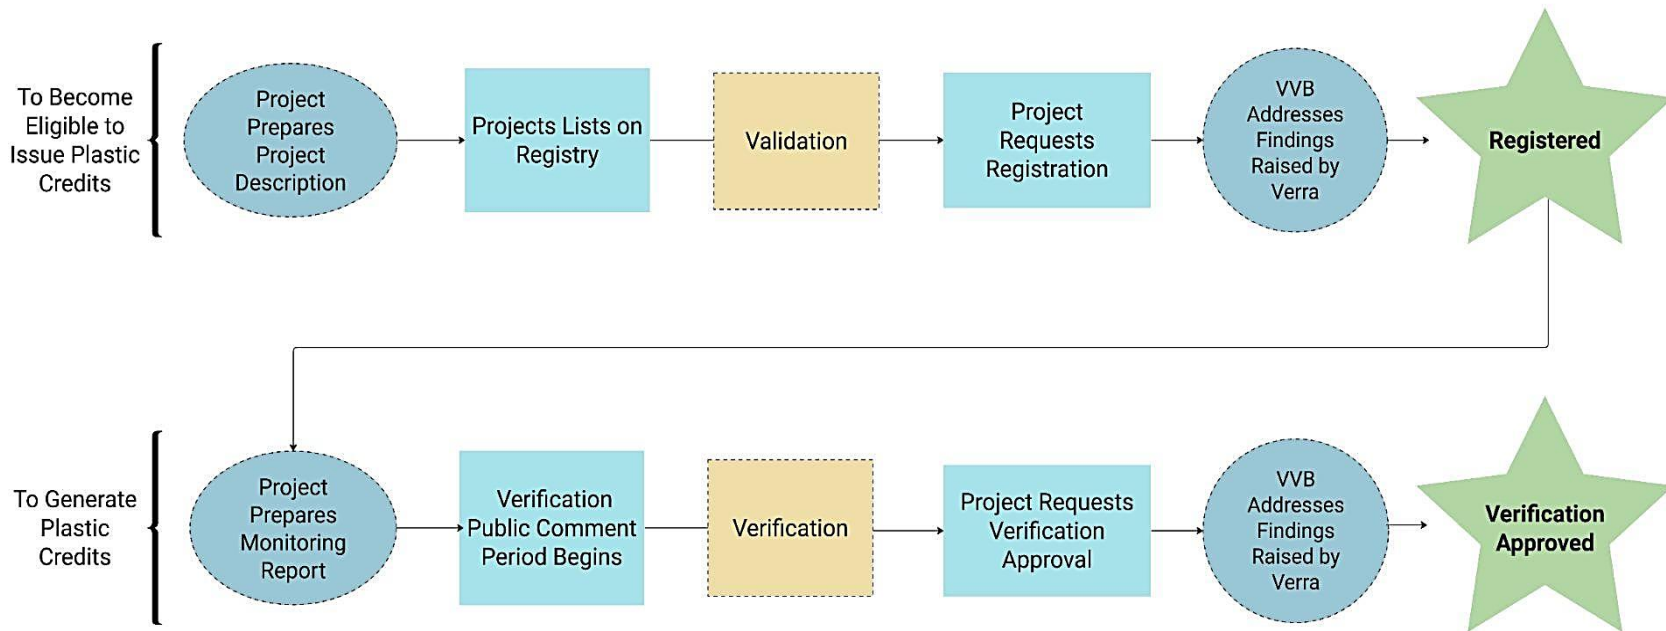 To Become
Eligible to
Issue Plastic
Credits
Project
Prepares
Project
Description
Projects Lists on
Registry
Validation
Project
Requests
Registration
VVB
Addresses
Findings
Raised by
Verra
Registered
To Generate
Plastic
Credits
Project
Prepares
Monitoring
Report
Verification
Public Comment
Period Begins
Verification
Project Requests
Verification
Approval
VVB
Addresses
Findings
Raised by
Verra
Verification
Approved